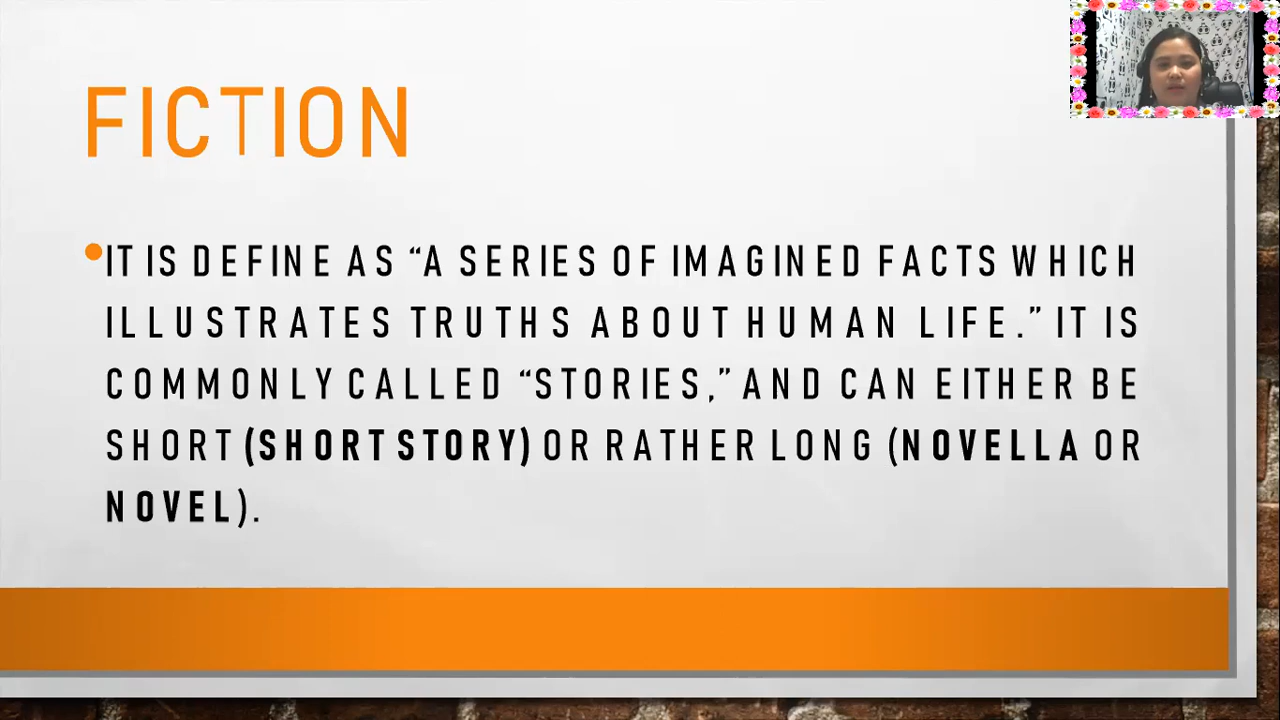 FICTION
•IT IS DEFINE AS “A SERIES OF IMAGINED FACTS WHICH
ILLUSTRATES TRUTHS ABOUT HUMAN LIFE.” IT IS
COMMONLY CALLED “STORIES,” AND CAN EITHER BE
SHORT (SHORT STORY) OR RATHER LONG (NOVELLA OR
NOVEL).